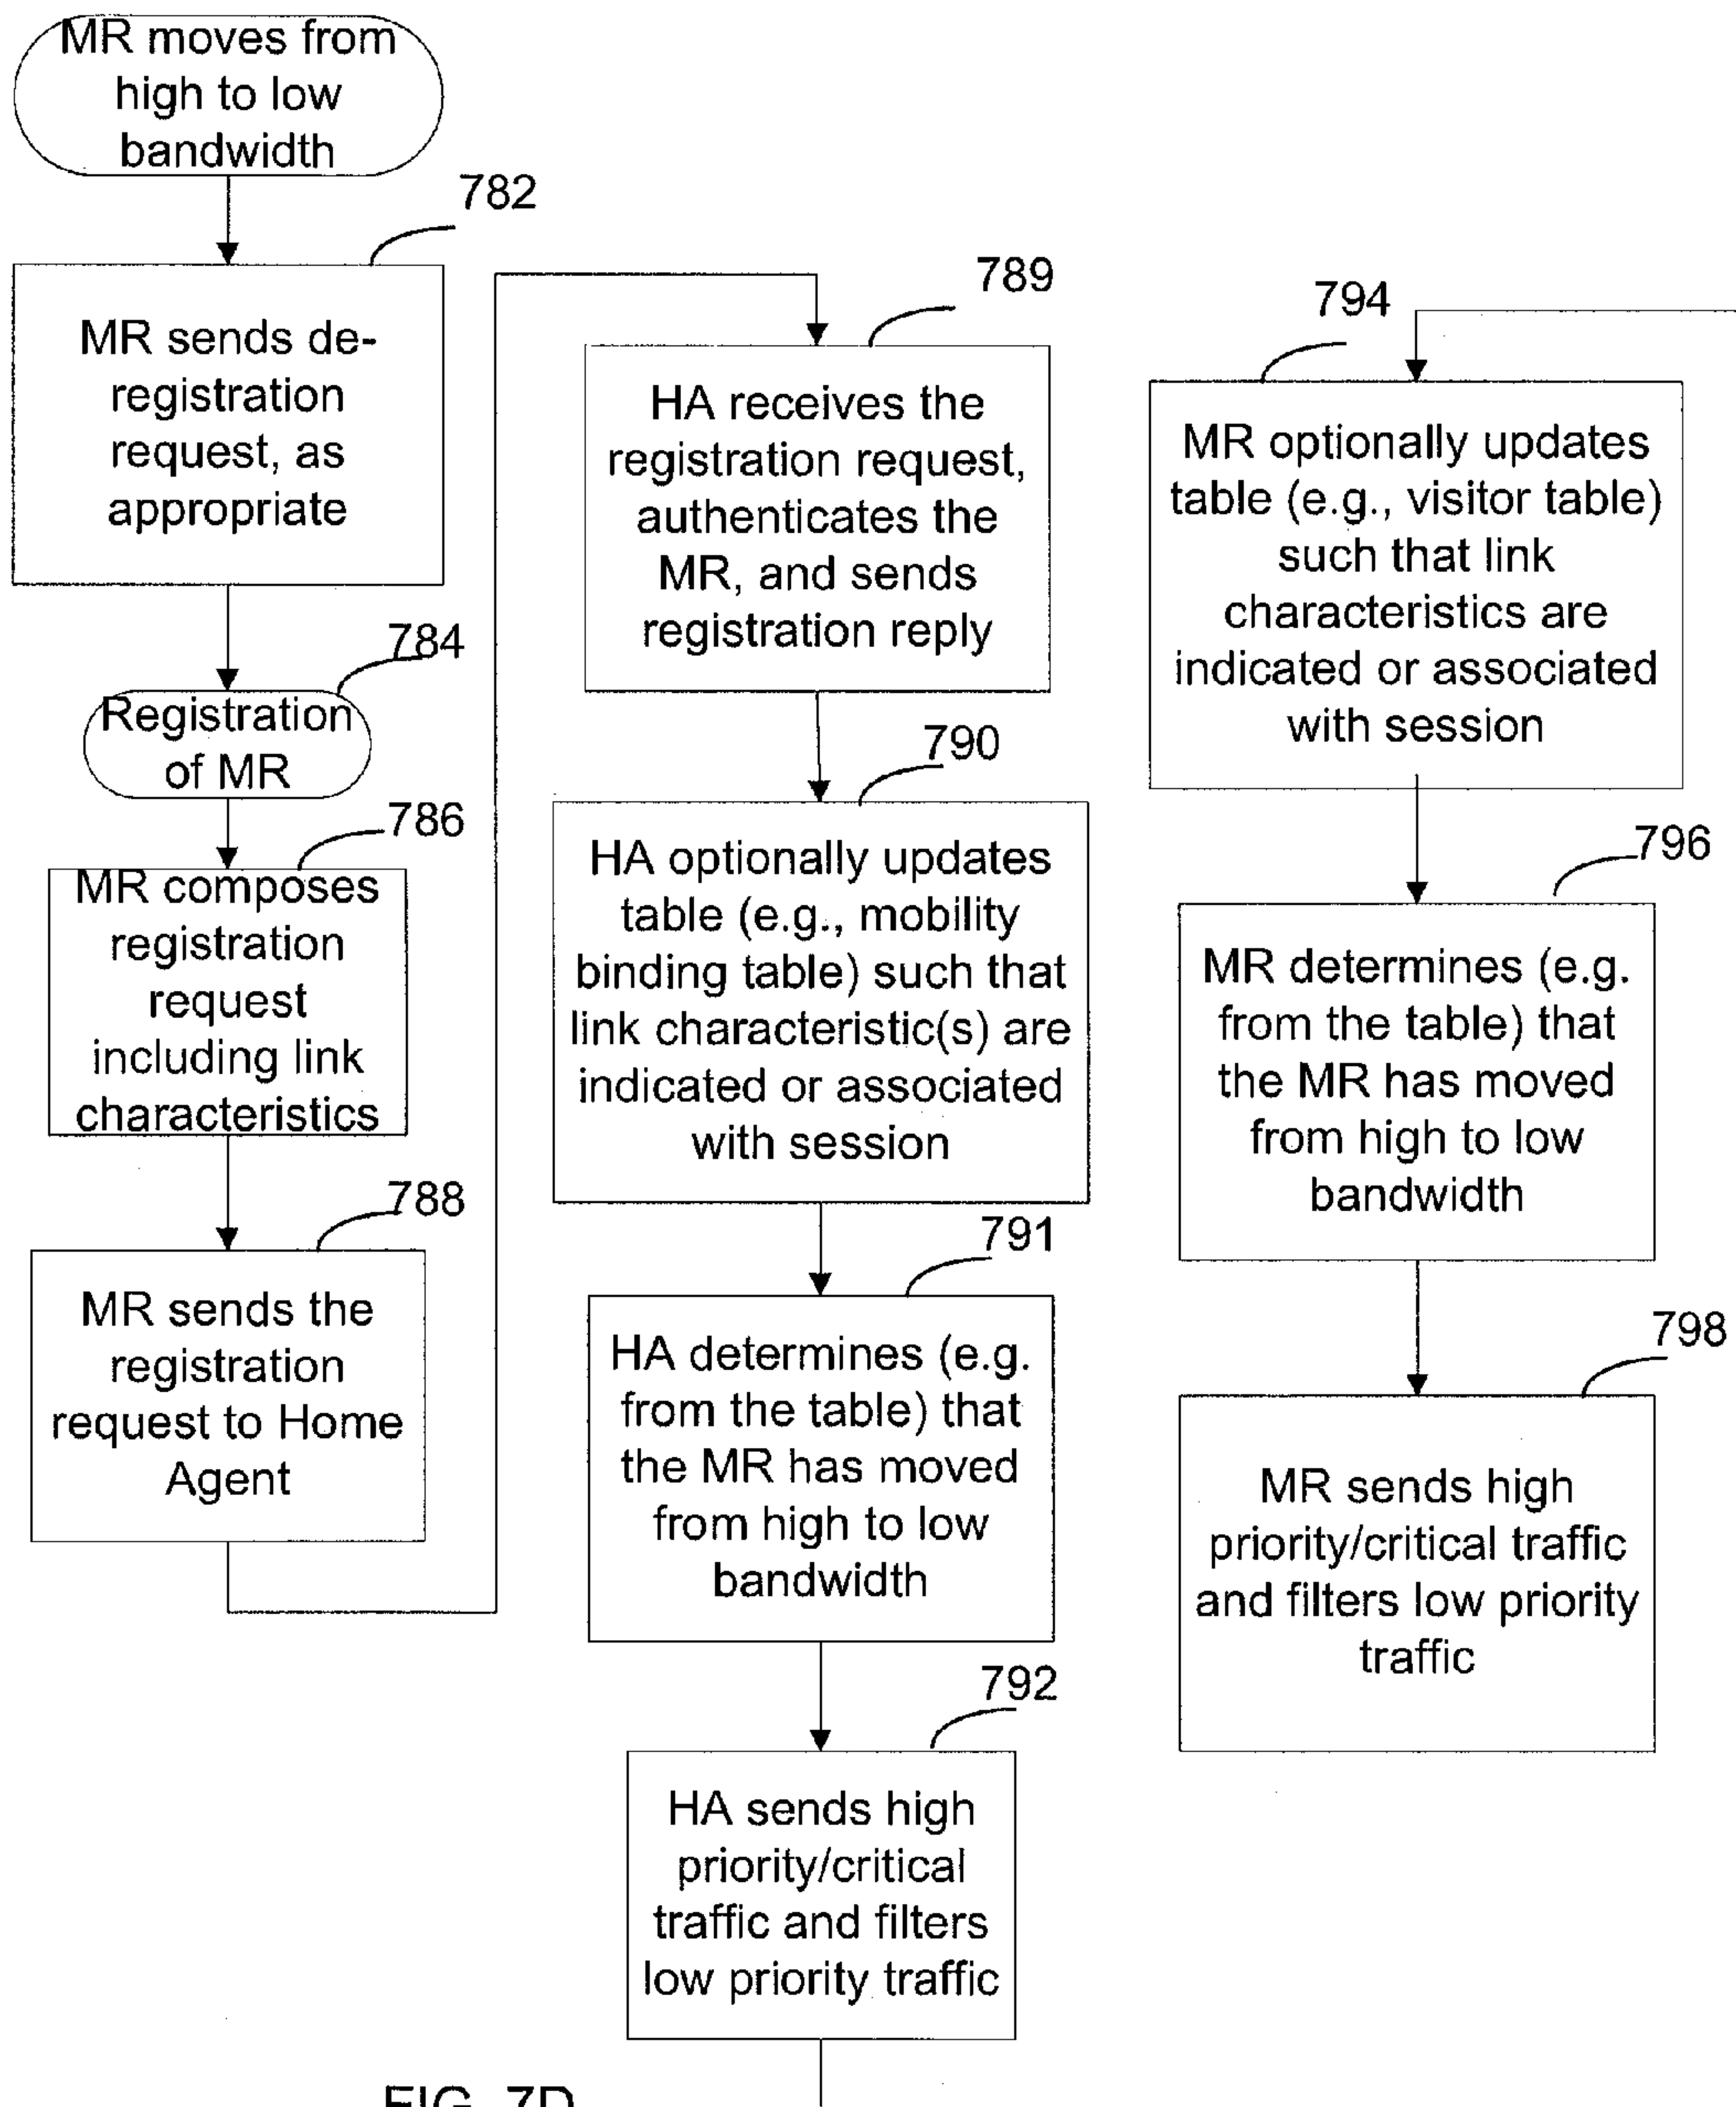 MR moves from
high to low
bandwidth
782
MR sends de-
registration
request, as
appropriate
784
Registration
of MR
786
MR composes
registration
request
including link
characteristics
788
MR sends the
registration
request to Home
Agent
789
HA receives the
registration request,
authenticates the
MR, and sends
registration reply
790
HA optionally updates
table (e.g., mobility
binding table) such that
link characteristic(s) are
indicated or associated
with session
791
HA determines (e.g.
from the table) that
the MR has moved
from high to low
bandwidth
792
HA sends high
priority/critical
traffic and filters
low priority traffic
794
MR optionally updates
table (e.g., visitor table)
such that link
characteristics are
indicated or associated
with session
796
MR determines (e.g.
from the table) that
the MR has moved
from high to low
bandwidth
798
MR sends high
priority/critical traffic
and filters low priority
traffic
FIG. 7D